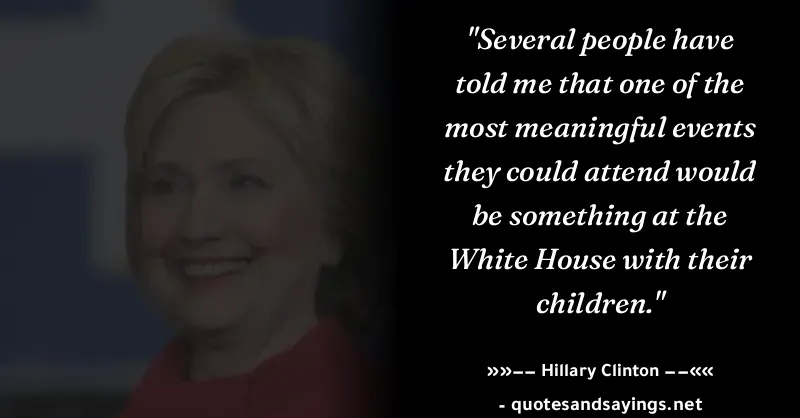 "Several people have
told me that one of the
most meaningful events
they could attend would
be something at the
White House with their
children."
»»–– Hillary Clinton ––««
- quotesandsayings.net